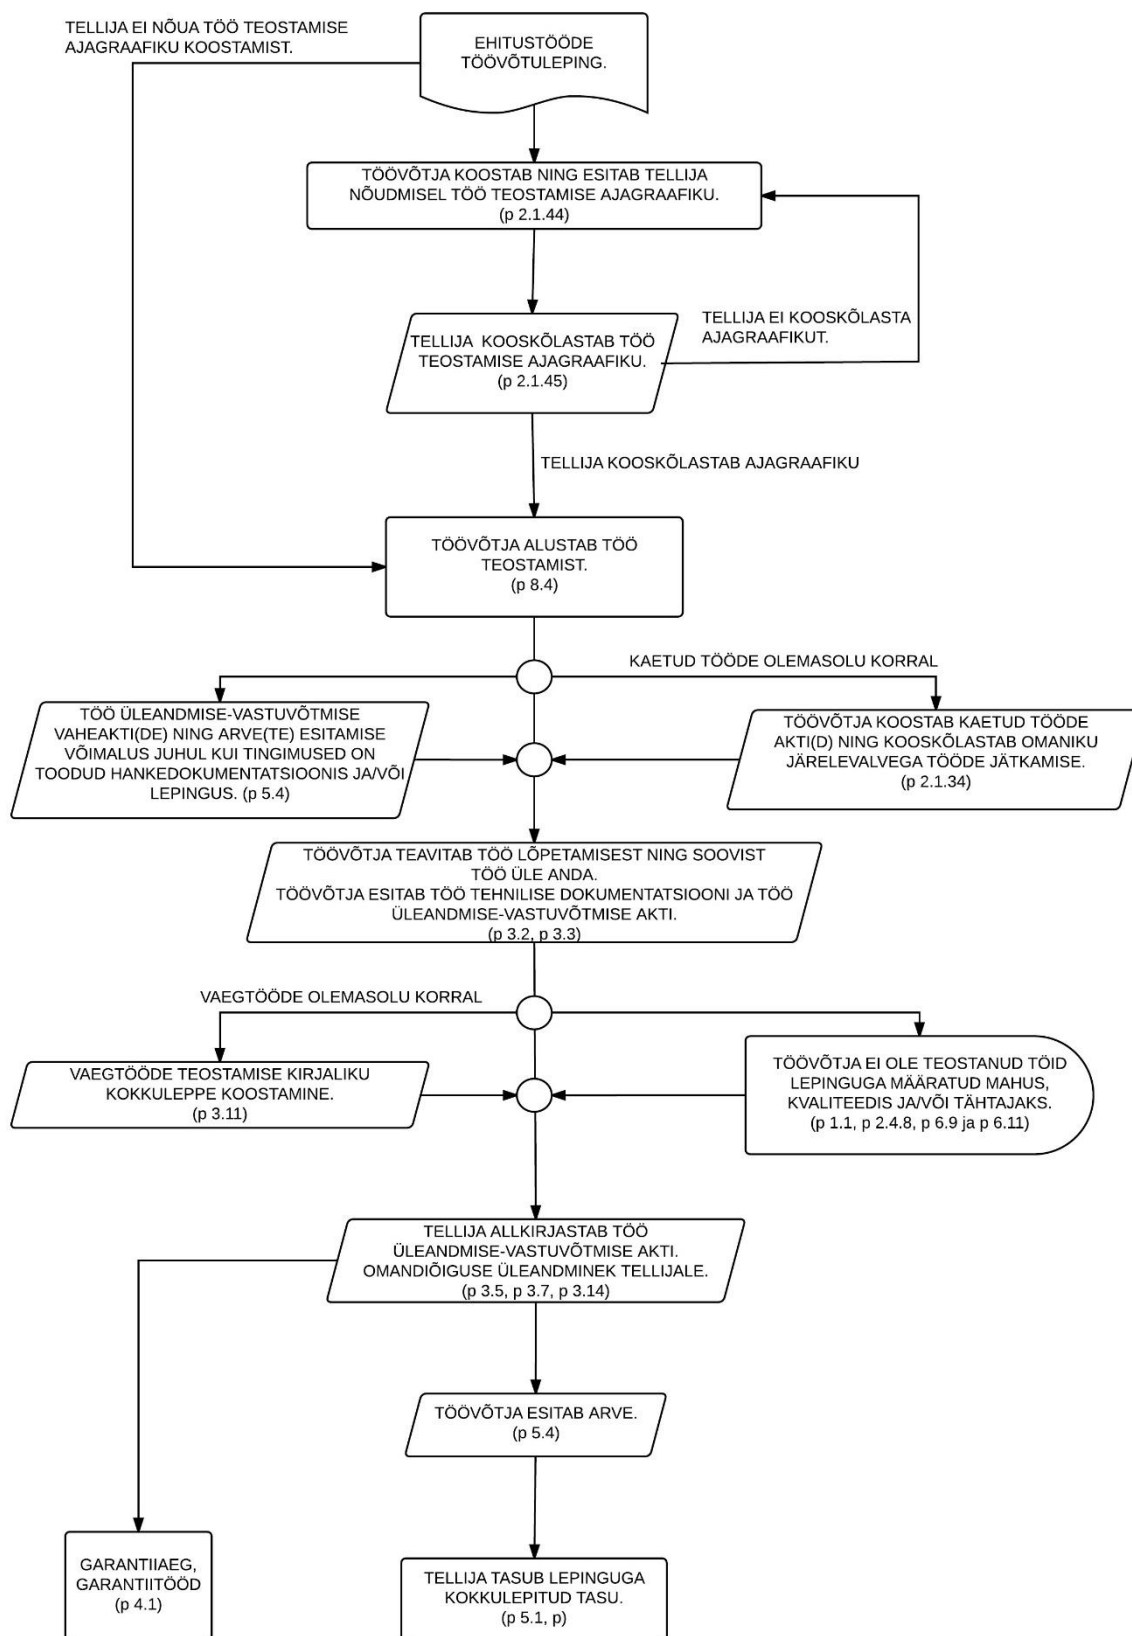 TELLIJA EI NÕUA TÖÖ TEOSTAMISE
AJAGRAAFIKU KOOSTAMIST.
EHITUSTÖÖDE
TÖÖVÕTULEPING.
TÖÖVÕTJA KOOSTAB NING ESITAB TELLIJA
NÕUDMISEL TÖÖ TEOSTAMISE AJAGRAAFIKU.
(p 2.1.44)
TELLIJA KOOSKÕLASTAB TÖÖ
TEOSTAMISE AJAGRAAFIKU.
(p 2.1.45)
TELLIJA EI KOOSKÕLASTA
AJAGRAAFIKUT.
TELLIJA KOOSKÕLASTAB AJAGRAAFIKU
TÖÖVÕTJA ALUSTAB TÖÖ
TEOSTAMIST.
(p 8.4)
KAETUD TÖÖDE OLEMASOLU KORRAL
TÖÖ ÜLEANDMISE-VASTUVÕTMISE
VAHEAKTI(DE) NING ARVE(TE) ESITAMISE
VÕIMALUS JUHUL KUI TINGIMUSED ON
TOODUD HANKEDOKUMENTATSIOONIS JA/VÕI
LEPINGUS. (p 5.4)
TÖÖVÕTJA KOOSTAB KAETUD TÖÖDE
AKTI(D) NING KOOSKÕLASTAB OMANIKU
JÄRELEVALVEGA TÖÖDE JÄTKAMISE.
(p 2.1.34)
TÖÖVÕTJA TEAVITAB TÖÖ LÕPETAMISEST NING SOOVIST
TÖÖ ÜLE ANDA.
TÖÖVÕTJA ESITAB TÖÖ TEHNILISE DOKUMENTATSIOONI JA TÖÖ
ÜLEANDMISE-VASTUVÕTMISE AKTI.
(p 3.2, p 3.3)
VAEGTÖÖDE OLEMASOLU KORRAL
VAEGTÖÖDE TEOSTAMISE KIRJALIKU
KOKKULEPPE KOOSTAMINE.
(p 3.11)
TÖÖVÕTJA EI OLE TEOSTANUD TÖID
LEPINGUGA MÄÄRATUD MAHUS,
KVALITEEDIS JA/VÕI TÄHTAJAKS.
(p 1.1, p 2.4.8, p 6.9 ja p 6.11)
TELLIJA ALLKIRJASTAB TÖÖ
ÜLEANDMISE-VASTUVÕTMISE AKTI.
OMANDIÕIGUSE ÜLEANDMINEK TELLIJALE.
(p 3.5, p 3.7, p 3.14)
TÖÖVÕTJA ESITAB ARVE.
(p 5.4)
GARANTIIAEG,
GARANTIITÖÖD
(p 4.1)
TELLIJA TASUB LEPINGUGA
KOKKULEPITUD TASU.
(p 5.1, p)